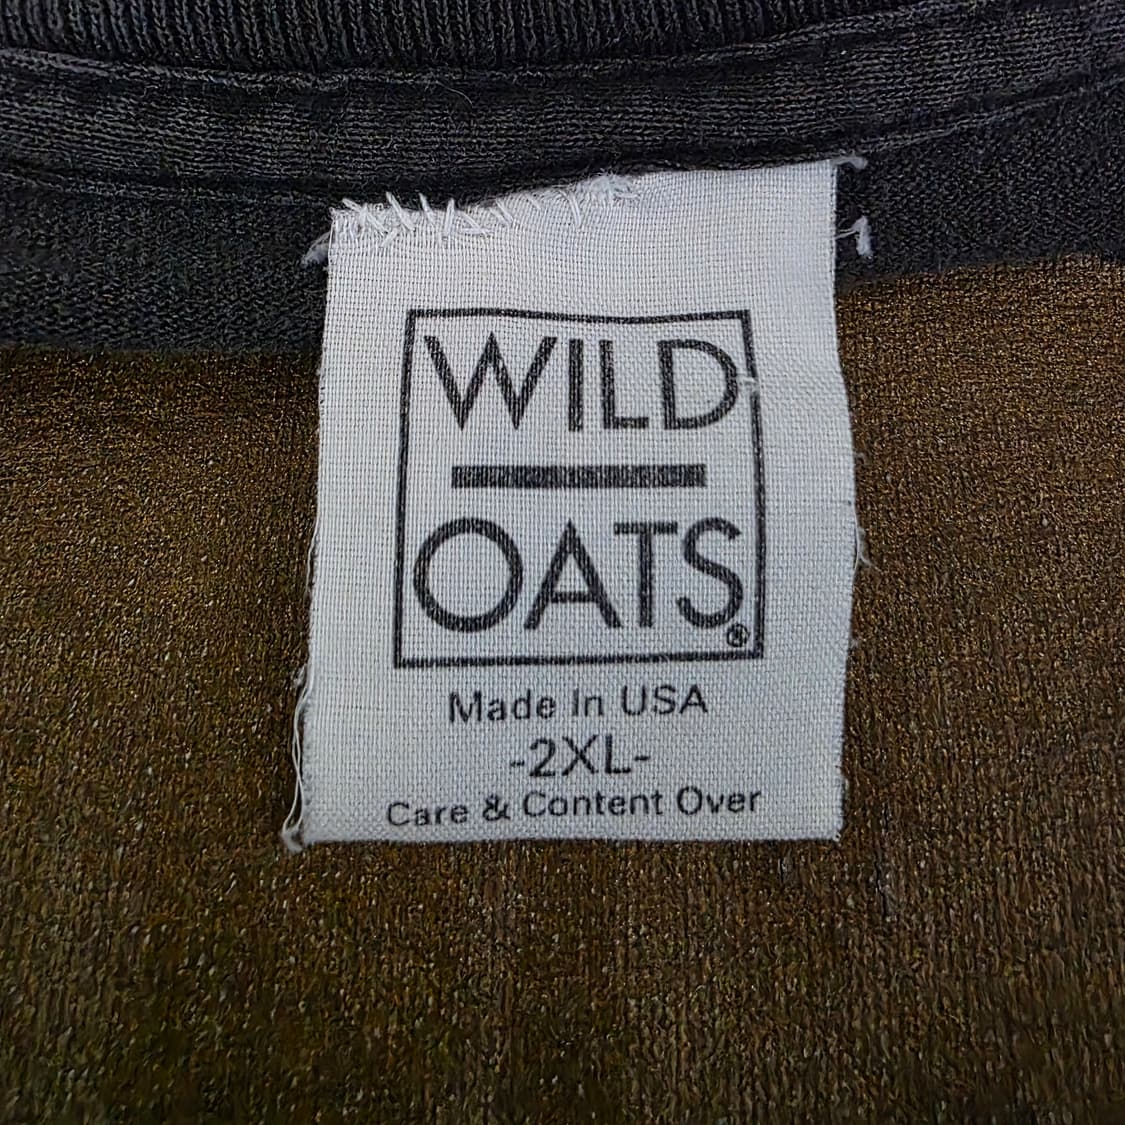 WILD
OATS®
Made In USA
-2XL-
Care & Content Over